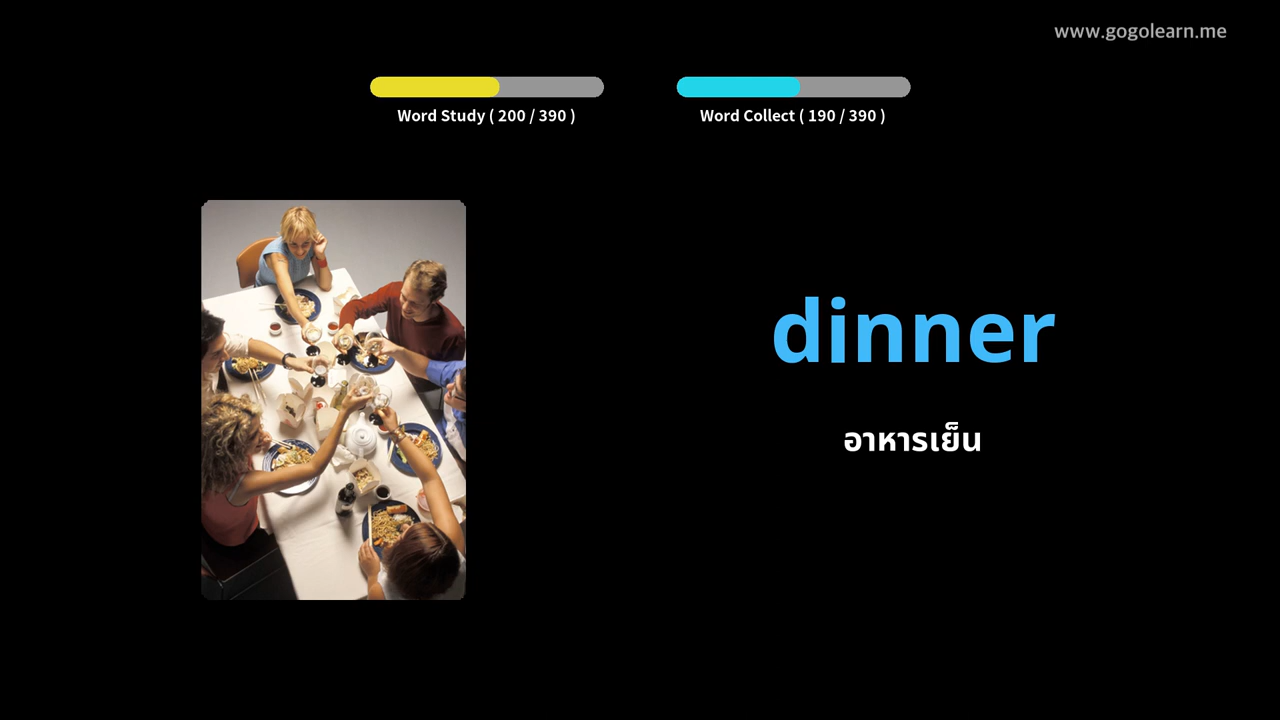 www.gogolearn.me
Word Study ( 200 / 390 )
Word Collect ( 190 / 390 )
dinner
อาหารเย็น